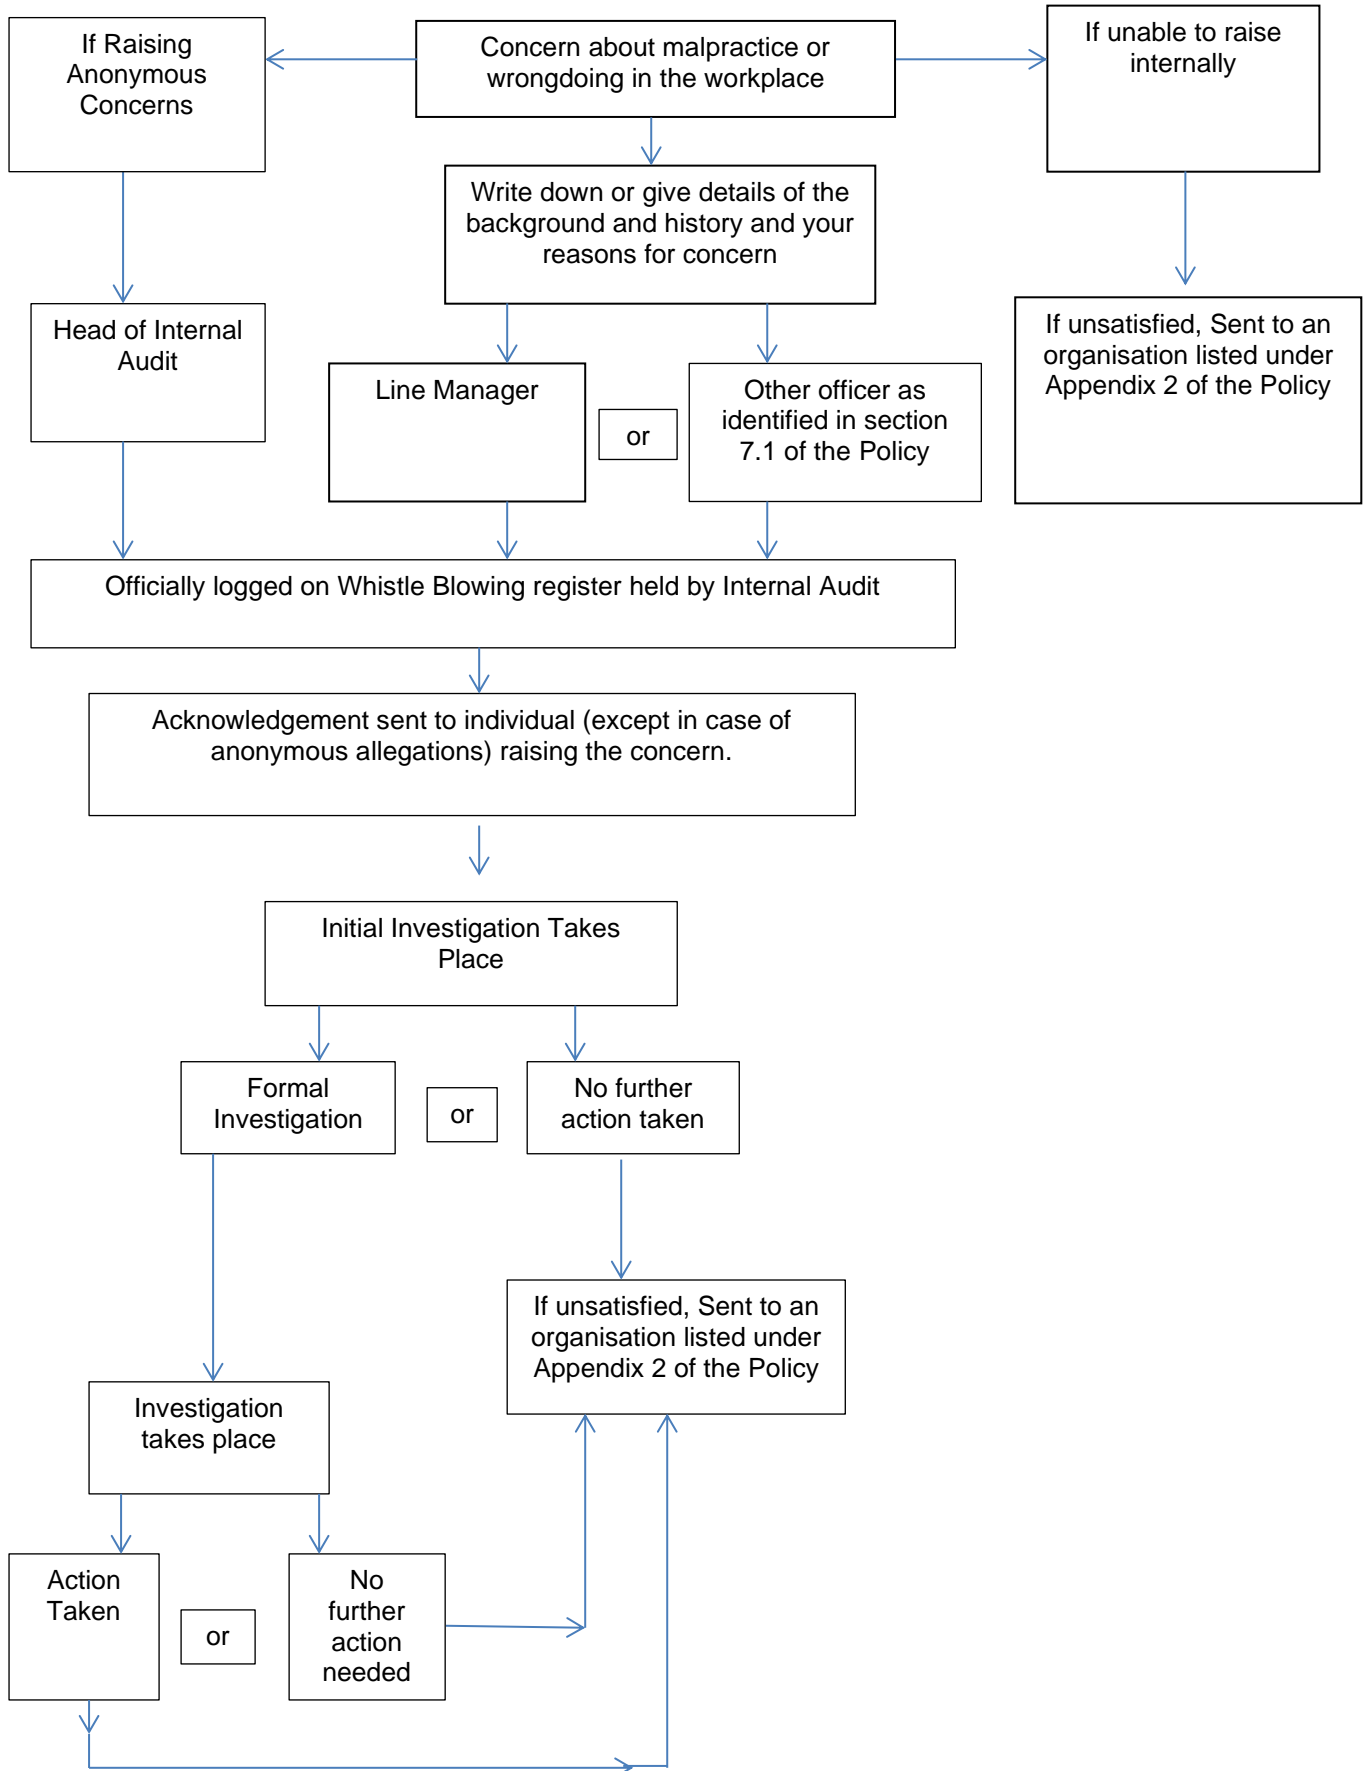 If Raising
Anonymous
Concerns
Concern about malpractice or
wrongdoing in the workplace
If unable to raise
internally
Write down or give details of the
background and history and your
reasons for concern
Head of Internal
Audit
Line Manager
or
Other officer as
identified in section
7.1 of the Policy
If unsatisfied, Sent to an
organisation listed under
Appendix 2 of the Policy
Officially logged on Whistle Blowing register held by Internal Audit
Acknowledgement sent to individual (except in case of
anonymous allegations) raising the concern.
Initial Investigation Takes
Place
Formal
Investigation
or
No further
action taken
If unsatisfied, Sent to an
organisation listed under
Appendix 2 of the Policy
Investigation
takes place
Action
Taken
or
No
further
action
needed